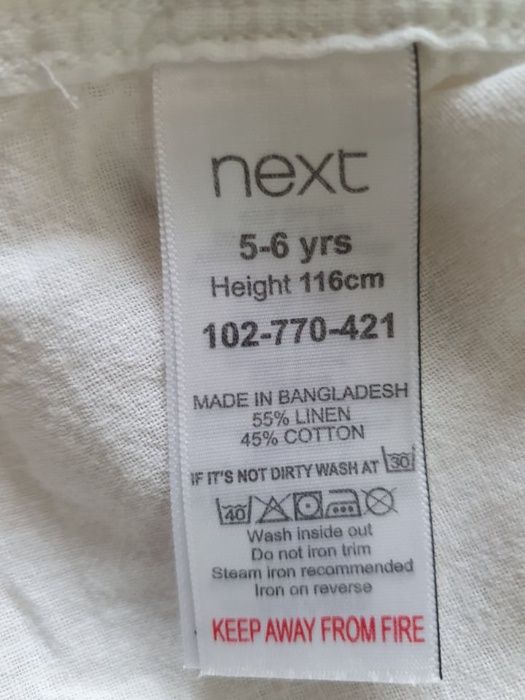 next
5-6 yrs
Height 116cm
102-770-421
MADE IN BANGLADESH
55% LINEN
45% COTTON
IF IT'S NOT DIRTY WASH AT 30
40
Wash inside out
Do not iron trim
Steam iron recommended
Iron on reverse
KEEP AWAY FROM FIRE